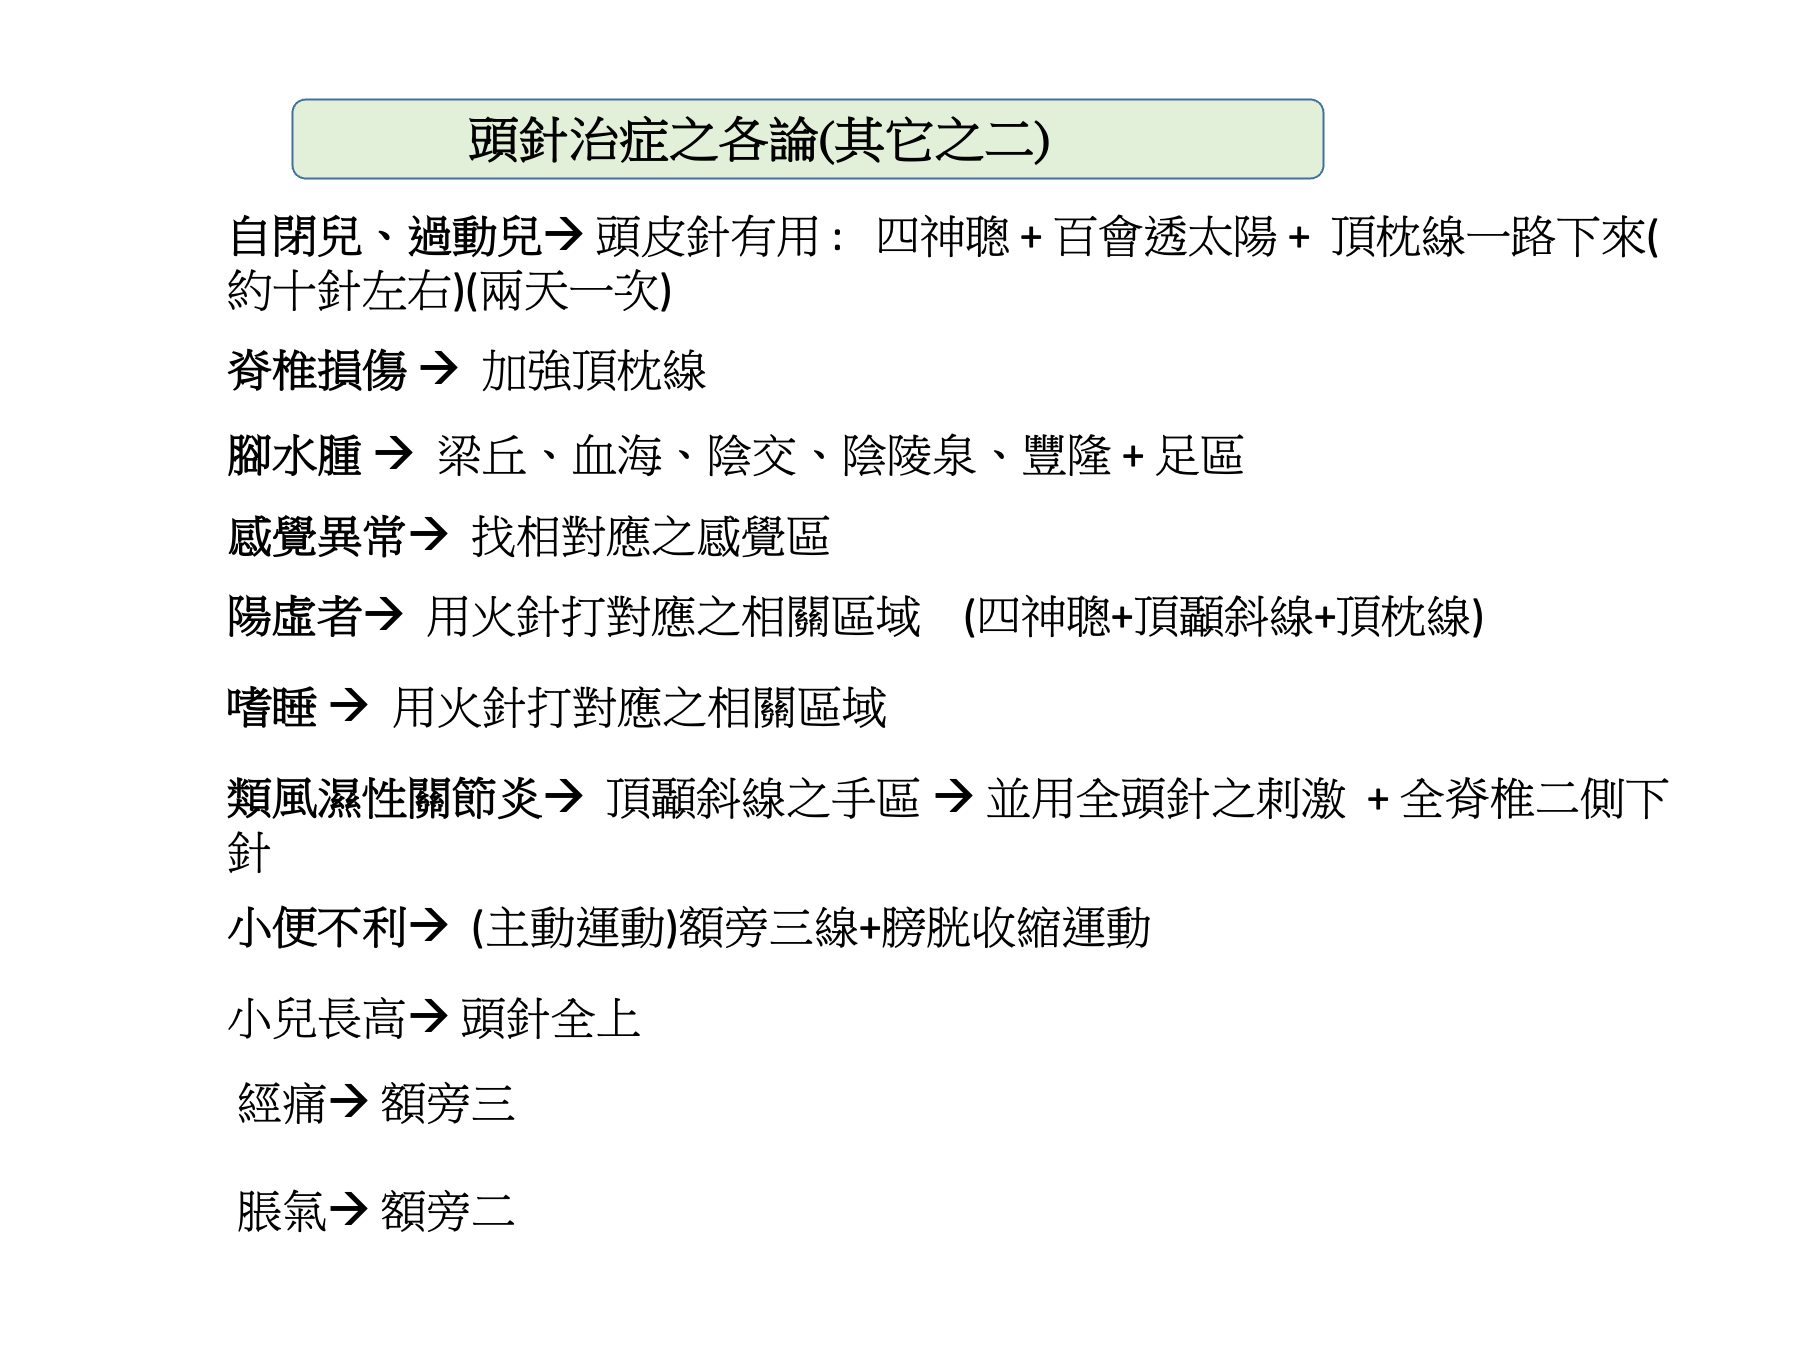 頭針治症之各論(其它之二)
自閉兒、過動兒→ 頭皮針有用： 四神聰 + 百會透太陽 + 頂枕線一路下來(
約十針左右)(兩天一次)
脊椎損傷 → 加強頂枕線
腳水腫 → 梁丘、血海、陰交、陰陵泉、豐隆 + 足區
感覺異常→ 找相對應之感覺區
陽虛者→ 用火針打對應之相關區域 (四神聰+頂顳斜線+頂枕線)
嗜睡 → 用火針打對應之相關區域
類風濕性關節炎→ 頂顳斜線之手區 → 並用全頭針之刺激 + 全脊椎二側下
針
小便不利→ (主動運動)額旁三線+膀胱收縮運動
小兒長高→ 頭針全上
經痛→ 額旁三
脹氣→ 額旁二